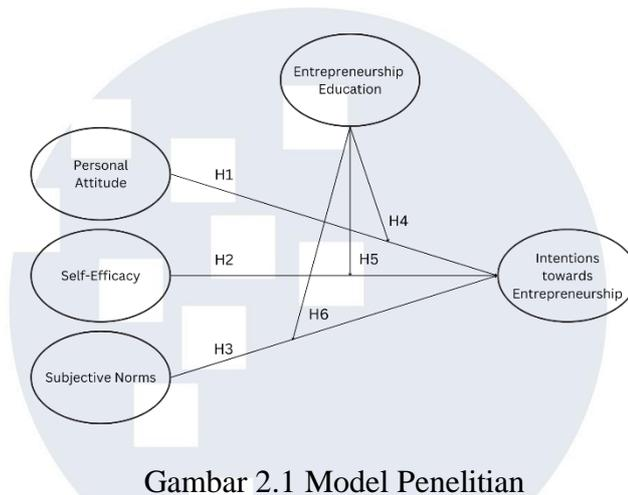 Entrepreneurship
Education
Personal
Attitude
H1
H4
Self-Efficacy
H2
H5
Intentions
towards
Entrepreneurship
H6
H3
Subjective Norms
Gambar 2.1 Model Penelitian